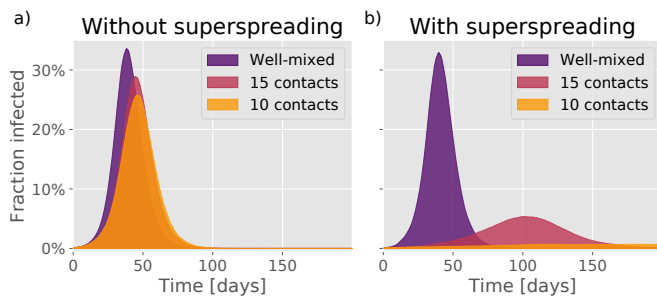 a)
Without superspreading
Well-mixed
15 contacts
10 contacts
Fraction infected
30%
20%
10%
0%
0
50
100
150
Time [days]
b)
With superspreading
Well-mixed
15 contacts
10 contacts
0
50
100
150
Time [days]